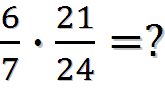 6/7 · 21/24 = ?